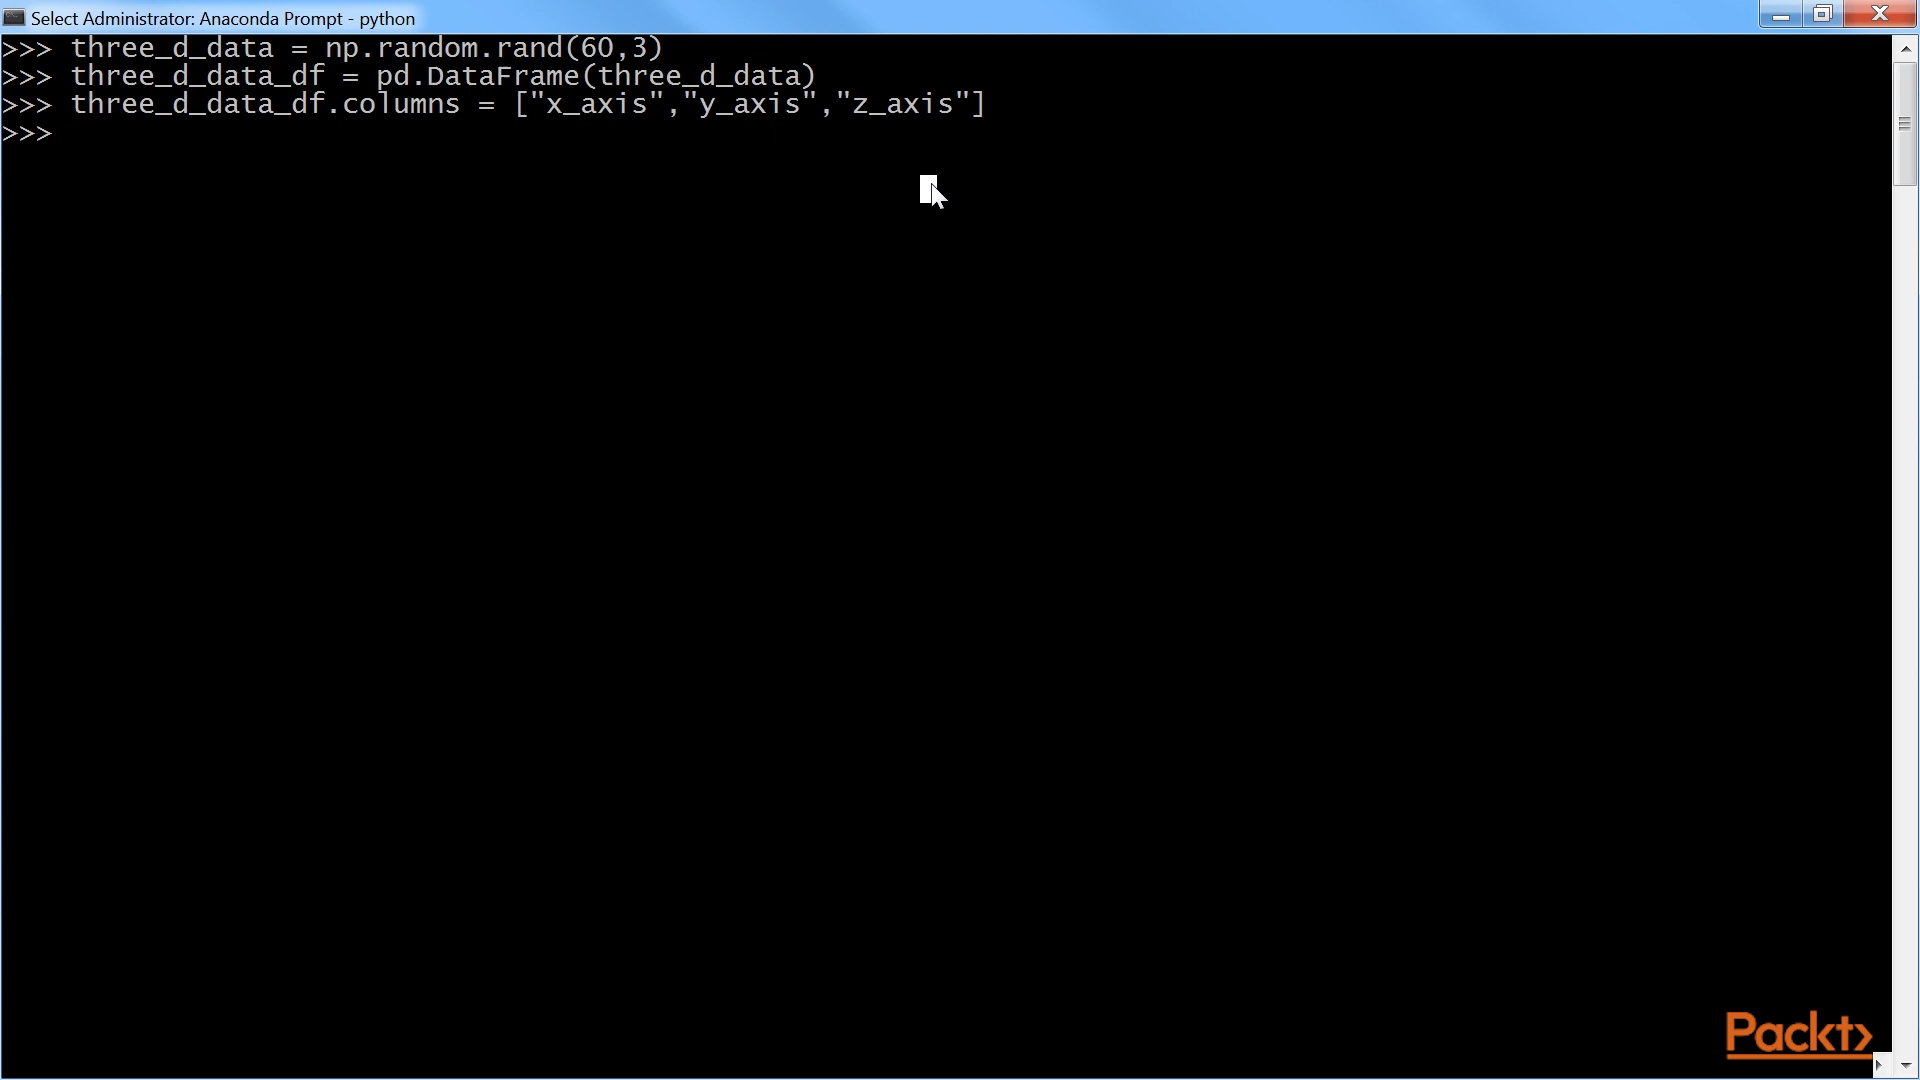 Select Administrator: Anaconda Prompt - python
>>> three_d_data = np.random.rand(60,3)
>>> three_d_data_df = pd.DataFrame(three_d_data)
>>> three_d_data_df.columns = ["x_axis","y_axis","z_axis"]
>>>
Packt>